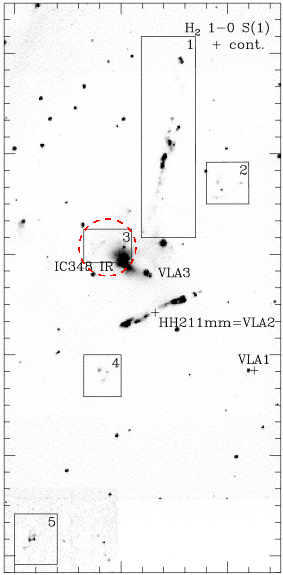 H₂ 1-0 S(1)
1 + cont.
2
3
IC348 IR
VLA3
HH211mm=VLA2
VLA1
4
5